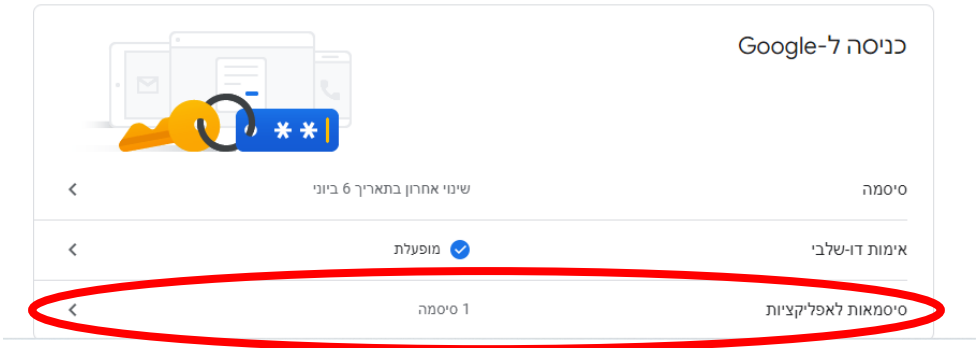 כניסה ל-Google
**
סיסמה שינוי אחרון בתאריך 6 ביוני
אימות דו-שלבי מופעלת
סיסמאות לאפליקציות 1 סיסמה